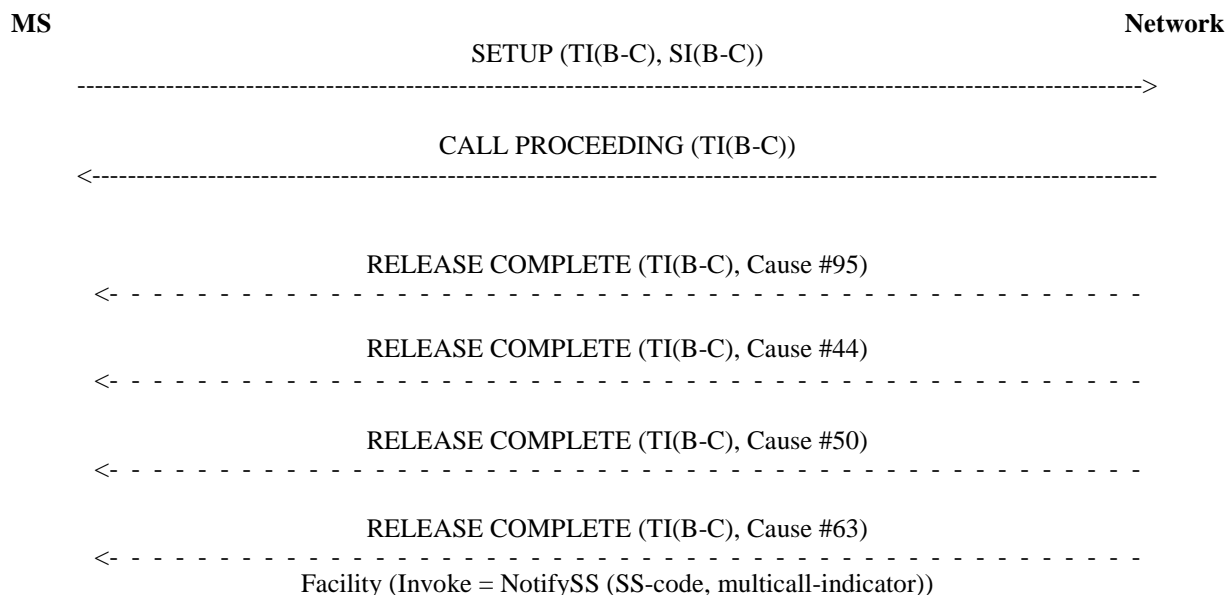 MS Network
SETUP (TI(B-C), SI(B-C))
------------------------------------------------------------------------------------------------------------------>
CALL PROCEEDING (TI(B-C))
<------------------------------------------------------------------------------------------------------------------
RELEASE COMPLETE (TI(B-C), Cause #95)
<- - - - - - - - - - - - - - - - - - - - - - - - - - - - - - - - - - - - - - - - - - - - - - - - - - - - - - - -
RELEASE COMPLETE (TI(B-C), Cause #44)
<- - - - - - - - - - - - - - - - - - - - - - - - - - - - - - - - - - - - - - - - - - - - - - - - - - - - - - - -
RELEASE COMPLETE (TI(B-C), Cause #50)
<- - - - - - - - - - - - - - - - - - - - - - - - - - - - - - - - - - - - - - - - - - - - - - - - - - - - - - - -
RELEASE COMPLETE (TI(B-C), Cause #63)
<- - - - - - - - - - - - - - - - - - - - - - - - - - - - - - - - - - - - - - - - - - - - - - - - - - - - - - - -
Facility (Invoke = NotifySS (SS-code, multicall-indicator))